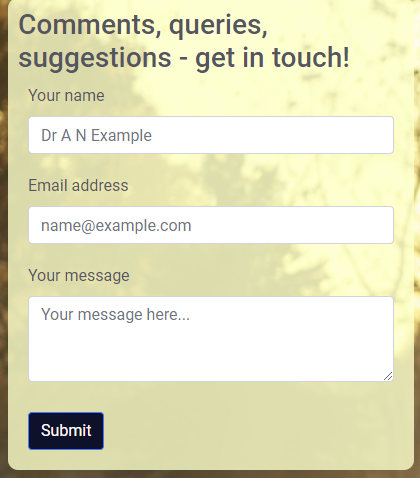 Comments, queries,
suggestions - get in touch!
Your name
Dr A N Example
Email address
name@example.com
Your message
Your message here...
Submit